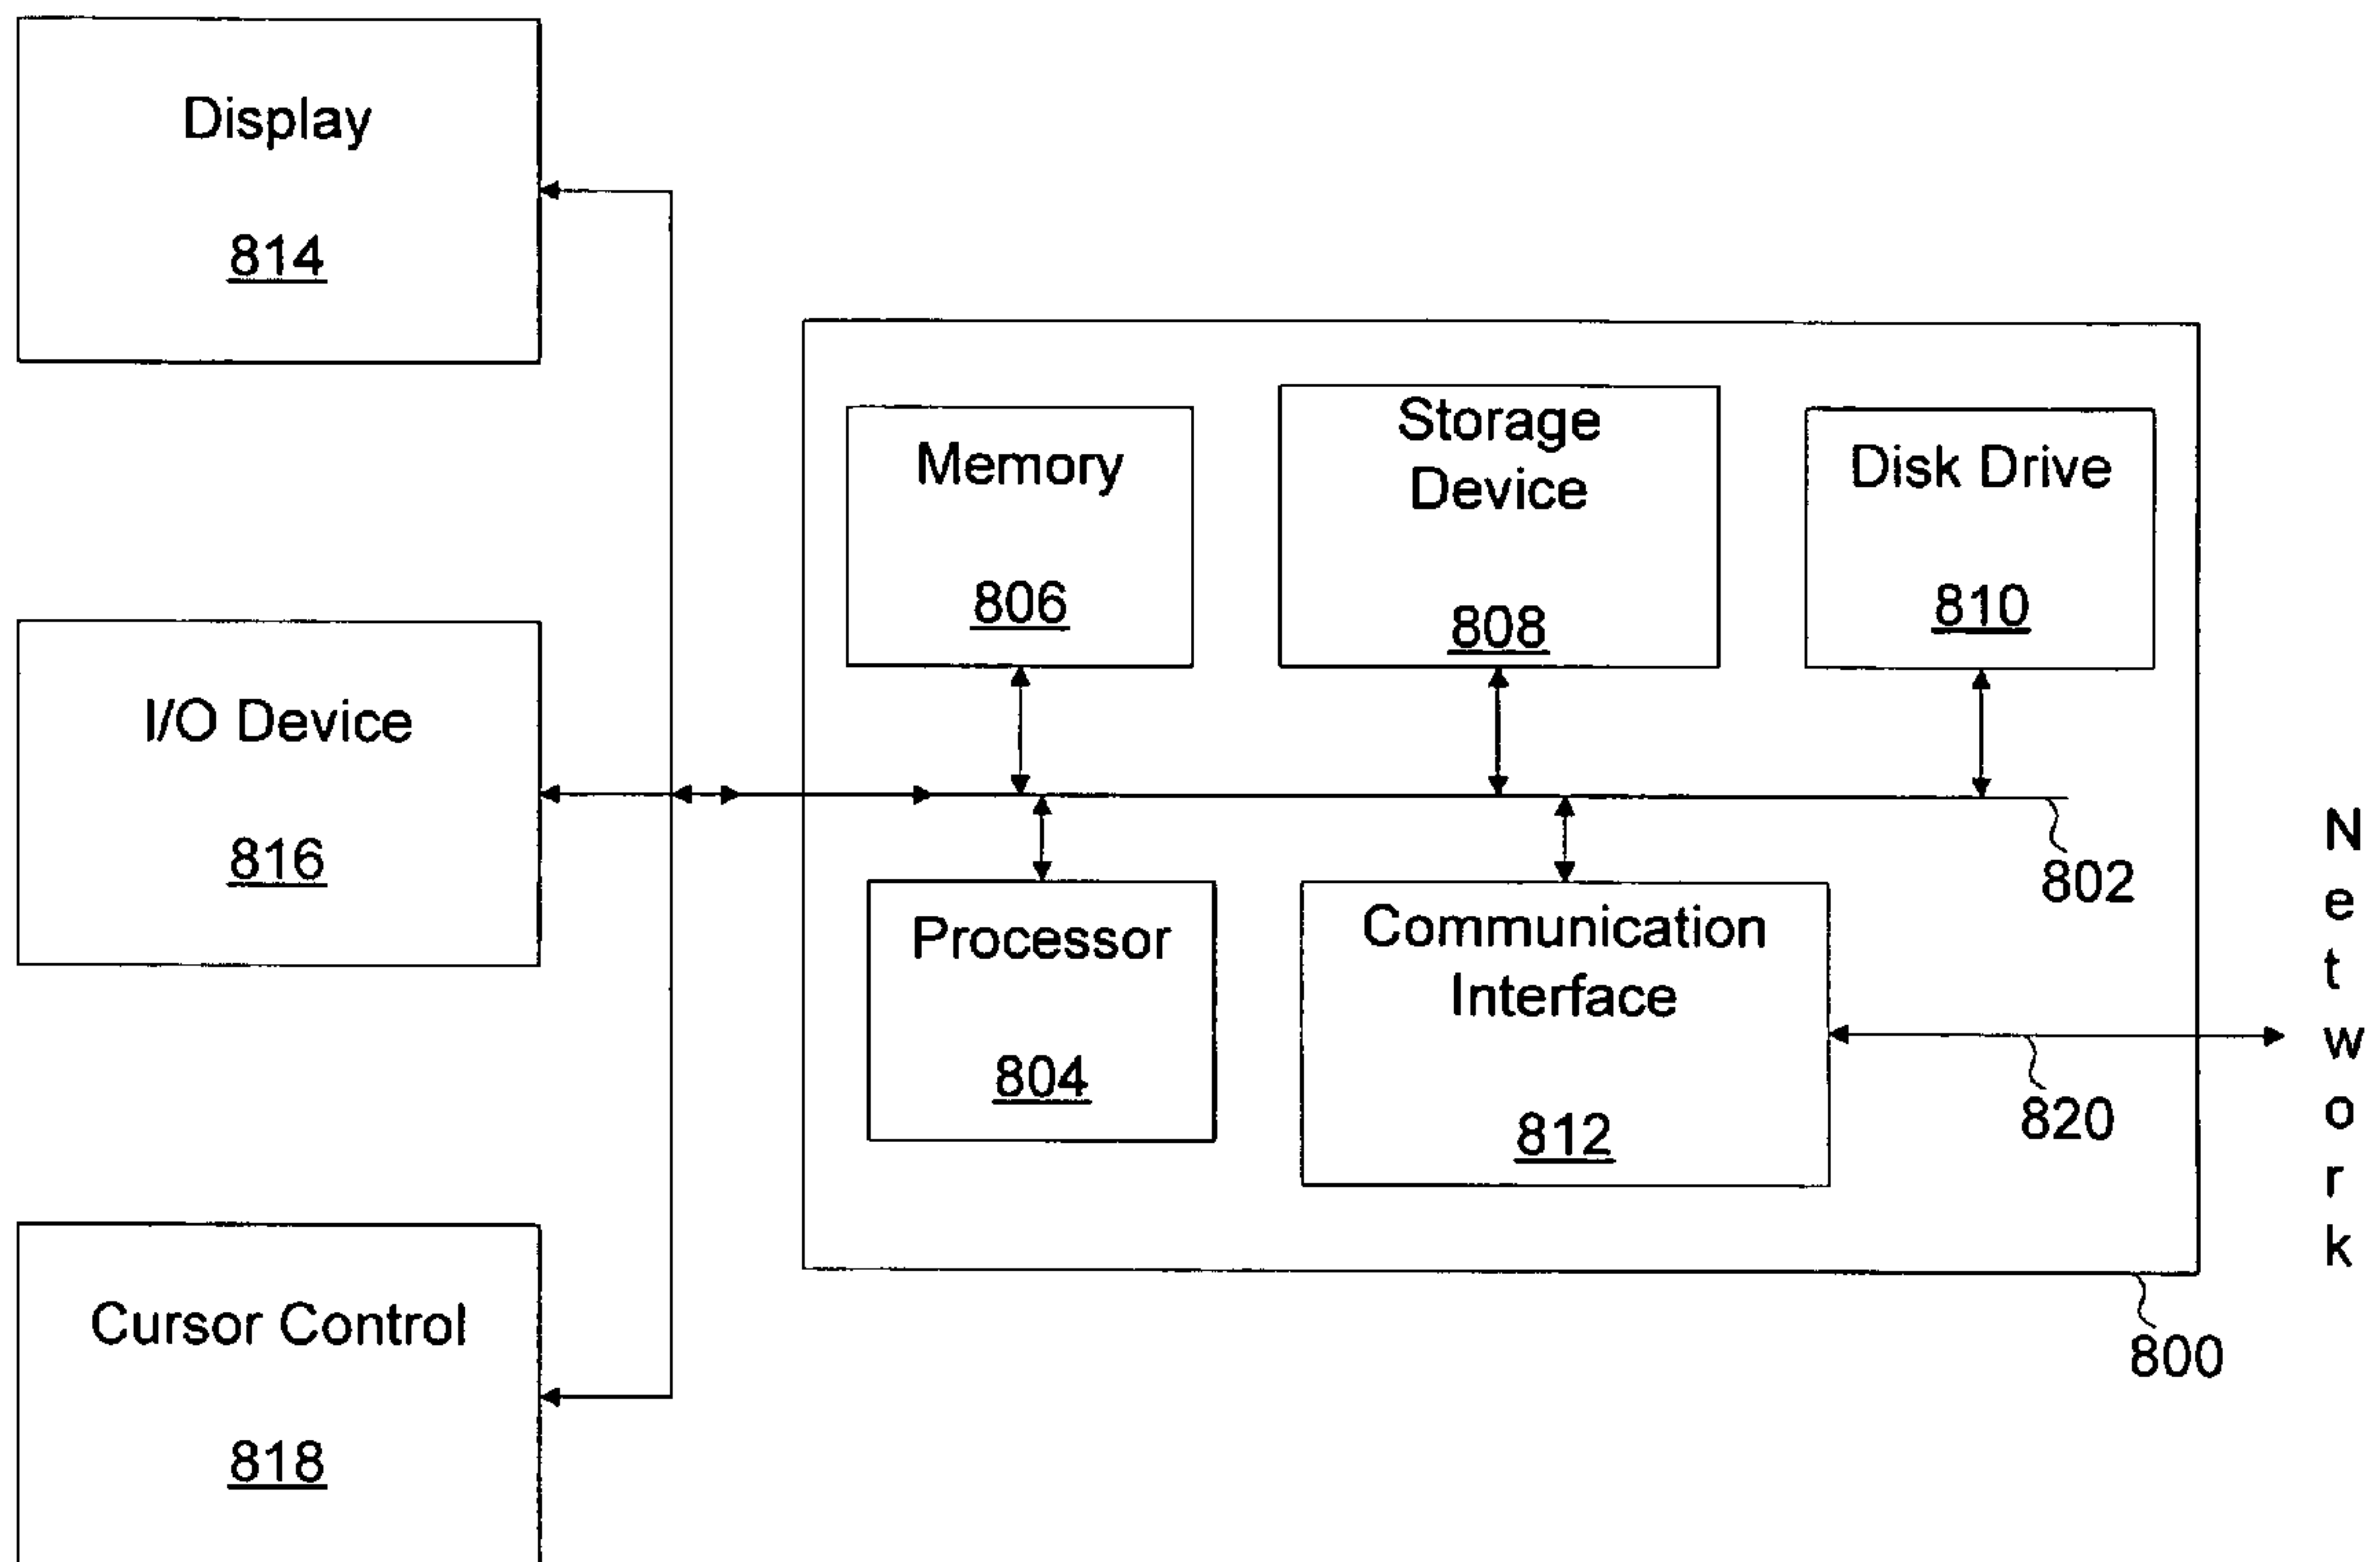 Display
814
I/O Device
816
Cursor Control
818
Memory
806
Storage
Device
808
Disk Drive
810
802
Processor
804
Communication
Interface
812
820
800
Network